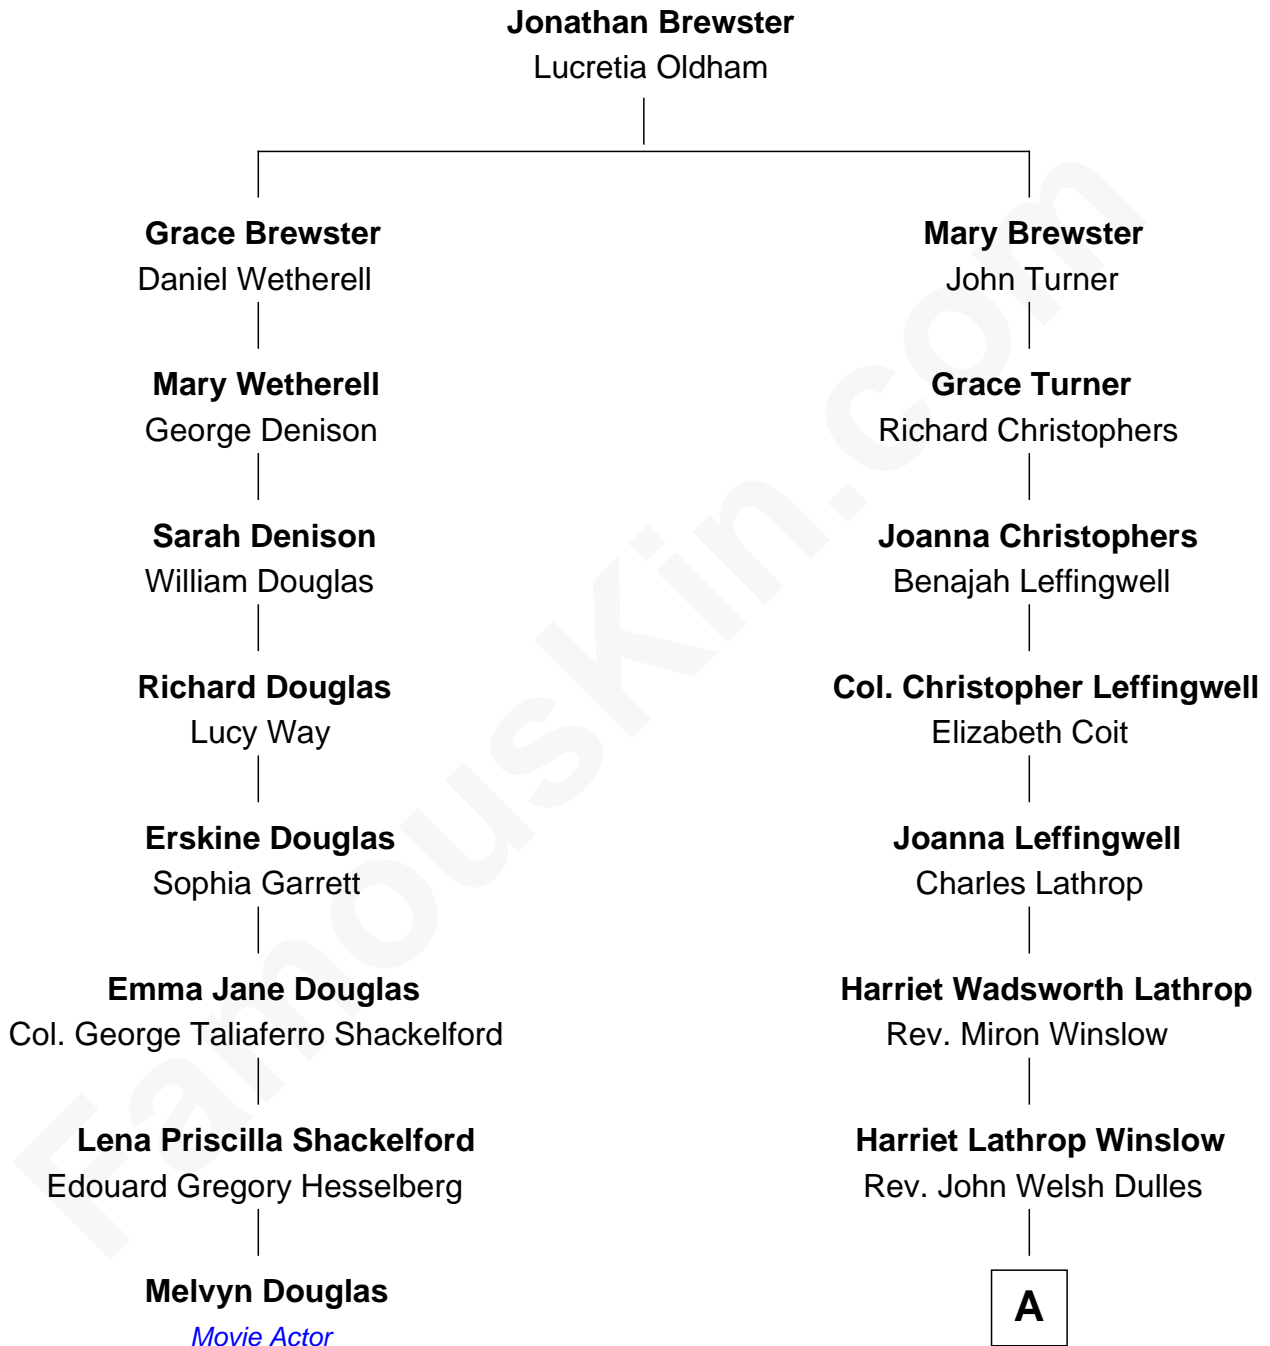 Jonathan Brewster
Lucretia Oldham
Grace Brewster
Daniel Wetherell
Mary Brewster
John Turner
Mary Wetherell
George Denison
Grace Turner
Richard Christophers
Sarah Denison
William Douglas
Joanna Christophers
Benajah Leffingwell
Richard Douglas
Lucy Way
Col. Christopher Leffingwell
Elizabeth Coit
Erskine Douglas
Sophia Garrett
Joanna Leffingwell
Charles Lathrop
Emma Jane Douglas
Col. George Taliaferro Shackelford
Harriet Wadsworth Lathrop
Rev. Miron Winslow
Lena Priscilla Shackelford
Edouard Gregory Hesselberg
Harriet Lathrop Winslow
Rev. John Welsh Dulles
Melvyn Douglas
Movie Actor
A
FamousKin.com